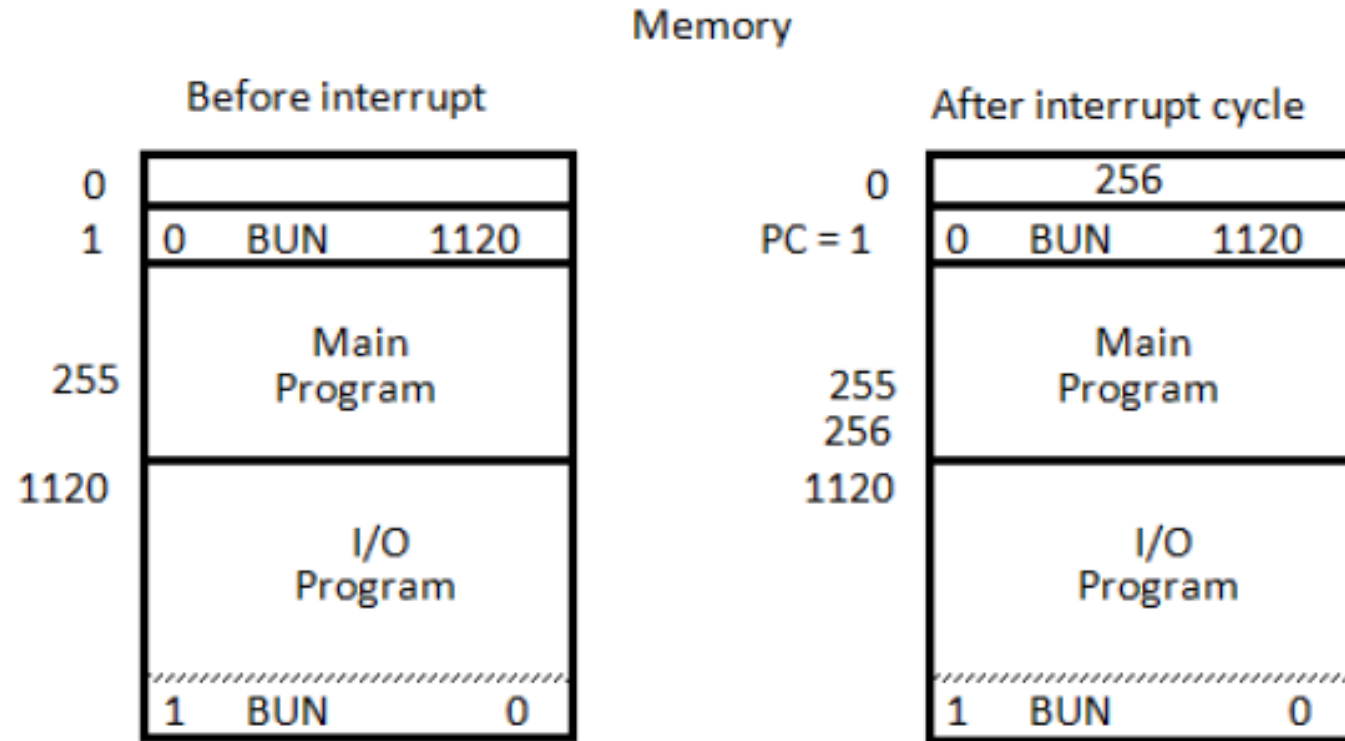 Memory
Before interrupt
0
1 0 BUN 1120
Main
255 Program
1120
I/O
Program
1 BUN 0
After interrupt cycle
0 256
PC = 1 0 BUN 1120
Main
255 Program
256
1120
I/O
Program
1 BUN 0